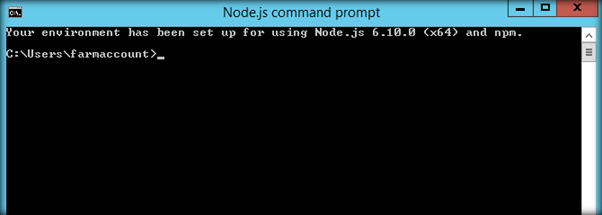 Node.js command prompt
Your environment has been set up for using Node.js 6.10.0 (x64) and npm.
C:\Users\farmaccount>_